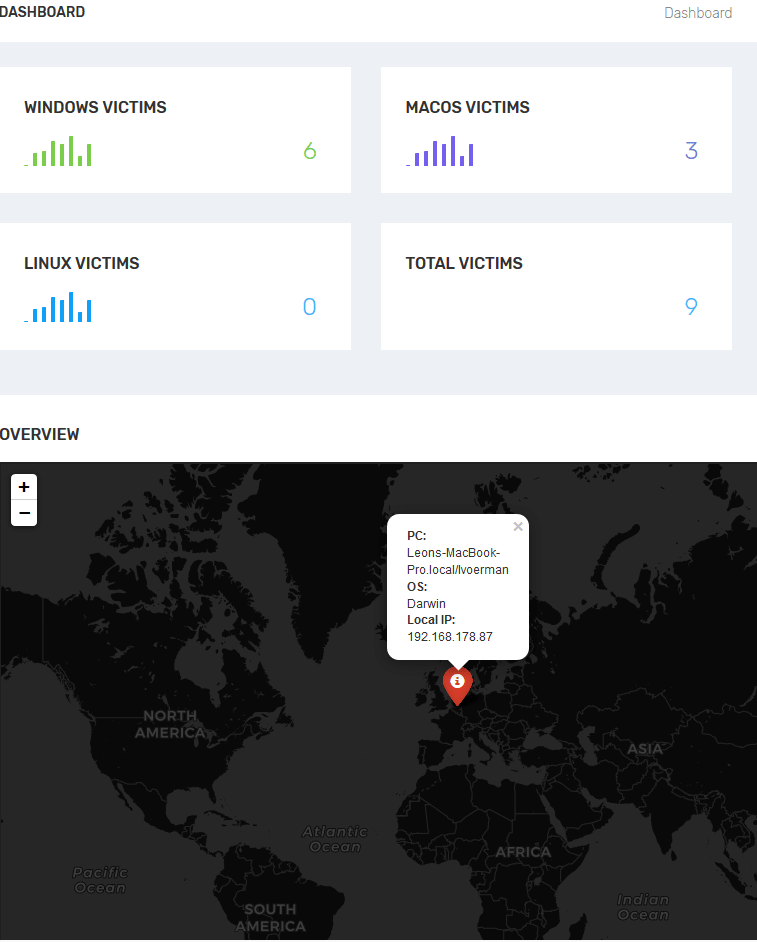 DASHBOARD
Dashboard
WINDOWS VICTIMS
6
MACOS VICTIMS
3
LINUX VICTIMS
0
TOTAL VICTIMS
9
OVERVIEW
+
−
×
PC:
Leons-MacBook-
Pro.local/lvoerman
OS:
Darwin
Local IP:
192.168.178.87
NORTH
AMERICA
ASIA
Atlantic
Ocean
AFRICA
Pacific
Ocean
Indian
Ocean
SOUTH
AMERICA